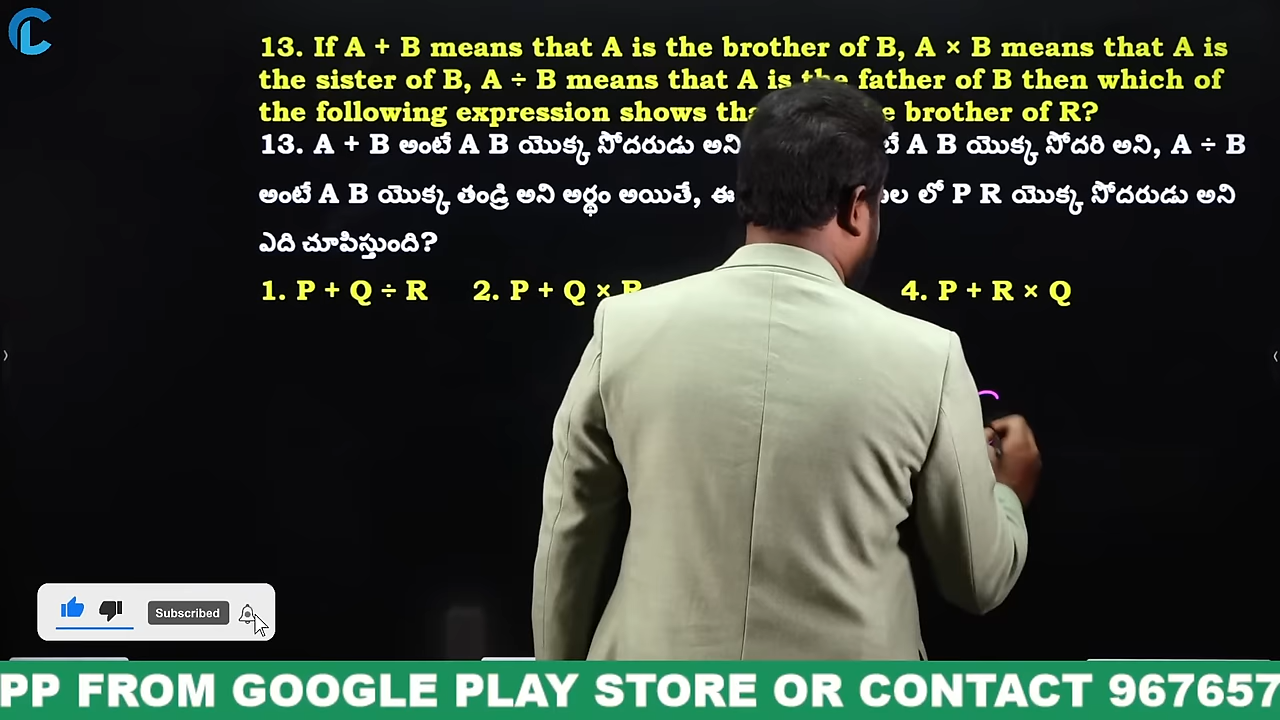 13. If A + B means that A is the brother of B, A × B means that A is
the sister of B, A ÷ B means that A is the father of B then which of
the following expression shows brother of R?
13. A + B అంటే A B యొక్క సోదరుడు అని A B యొక్క సోదరి అని, A ÷ B
అంటే A B యొక్క తండ్రి అని అర్థం అయితే, ఈ లో P R యొక్క సోదరుడు అని
ఎది చూపిస్తుంది?
1. P + Q ÷ R 2. P + Q × R 4. P + R × Q
Subscribed
PP FROM GOOGLE PLAY STORE OR CONTACT 967657